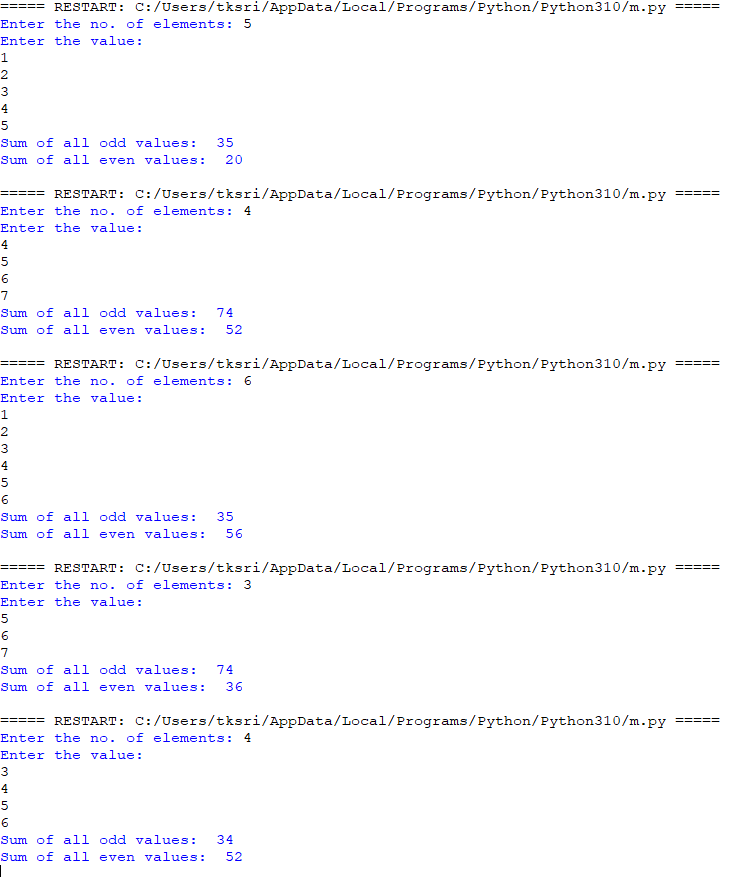 ===== RESTART: C:/Users/tksri/AppData/Local/Programs/Python/Python310/m.py =====
Enter the no. of elements: 5
Enter the value:
1
2
3
4
5
Sum of all odd values:  35
Sum of all even values:  20

===== RESTART: C:/Users/tksri/AppData/Local/Programs/Python/Python310/m.py =====
Enter the no. of elements: 4
Enter the value:
4
5
6
7
Sum of all odd values:  74
Sum of all even values:  52

===== RESTART: C:/Users/tksri/AppData/Local/Programs/Python/Python310/m.py =====
Enter the no. of elements: 6
Enter the value:
1
2
3
4
5
6
Sum of all odd values:  35
Sum of all even values:  56

===== RESTART: C:/Users/tksri/AppData/Local/Programs/Python/Python310/m.py =====
Enter the no. of elements: 3
Enter the value:
5
6
7
Sum of all odd values:  74
Sum of all even values:  36

===== RESTART: C:/Users/tksri/AppData/Local/Programs/Python/Python310/m.py =====
Enter the no. of elements: 4
Enter the value:
3
4
5
6
Sum of all odd values:  34
Sum of all even values:  52